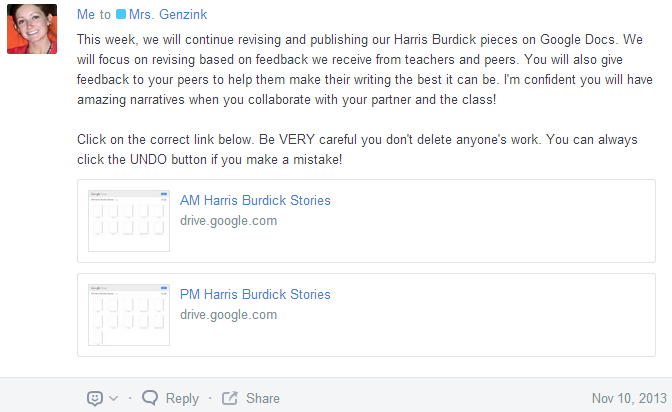 Me to Mrs. Genzink
This week, we will continue revising and publishing our Harris Burdick pieces on Google Docs. We
will focus on revising based on feedback we receive from teachers and peers. You will also give
feedback to your peers to help them make their writing the best it can be. I'm confident you will have
amazing narratives when you collaborate with your partner and the class!
Click on the correct link below. Be VERY careful you don't delete anyone's work. You can always
click the UNDO button if you make a mistake!
AM Harris Burdick Stories
drive.google.com
PM Harris Burdick Stories
drive.google.com
Reply · Share Nov 10, 2013